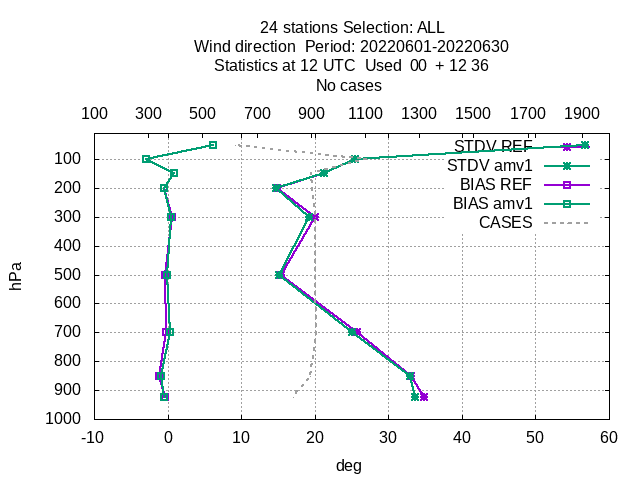 24 stations Selection: ALL
Wind direction  Period: 20220601-20220630
Statistics at 12 UTC  Used  00  + 12 36
No cases
100 300 500 700 900 1100 1300 1500 1700 1900
STDV REF
100
STDV amv1
200
BIAS REF
BIAS amv1
300
CASES
400
hPa
500
600
700
800
900
1000
-10 0 10 20 30 40 50 60
deg